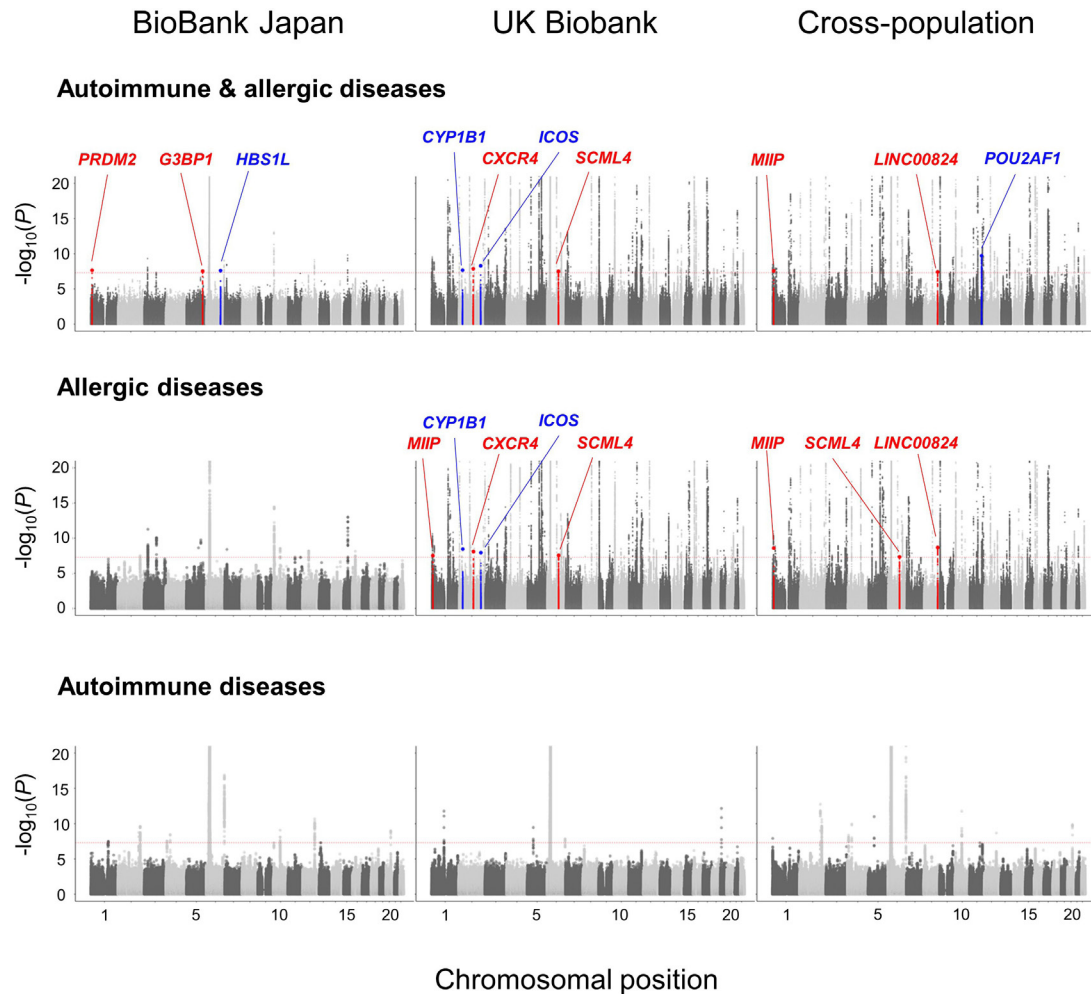 BioBank Japan UK Biobank Cross-population
Autoimmune & allergic diseases
CYP1B1 ICOS
PRDM2 G3BP1 HBS1L CXCR4 SCML4 MIIP LINC00824 POU2AF1
20
15
-log10(P)
10
5
0
Allergic diseases
CYP1B1 ICOS
MIIP CXCR4 SCML4 MIIP SCML4 LINC00824
20
15
-log10(P)
10
5
0
Autoimmune diseases
20
15
-log10(P)
10
5
0
1 5 10 15 20 1 5 10 15 20 1 5 10 15 20
Chromosomal position